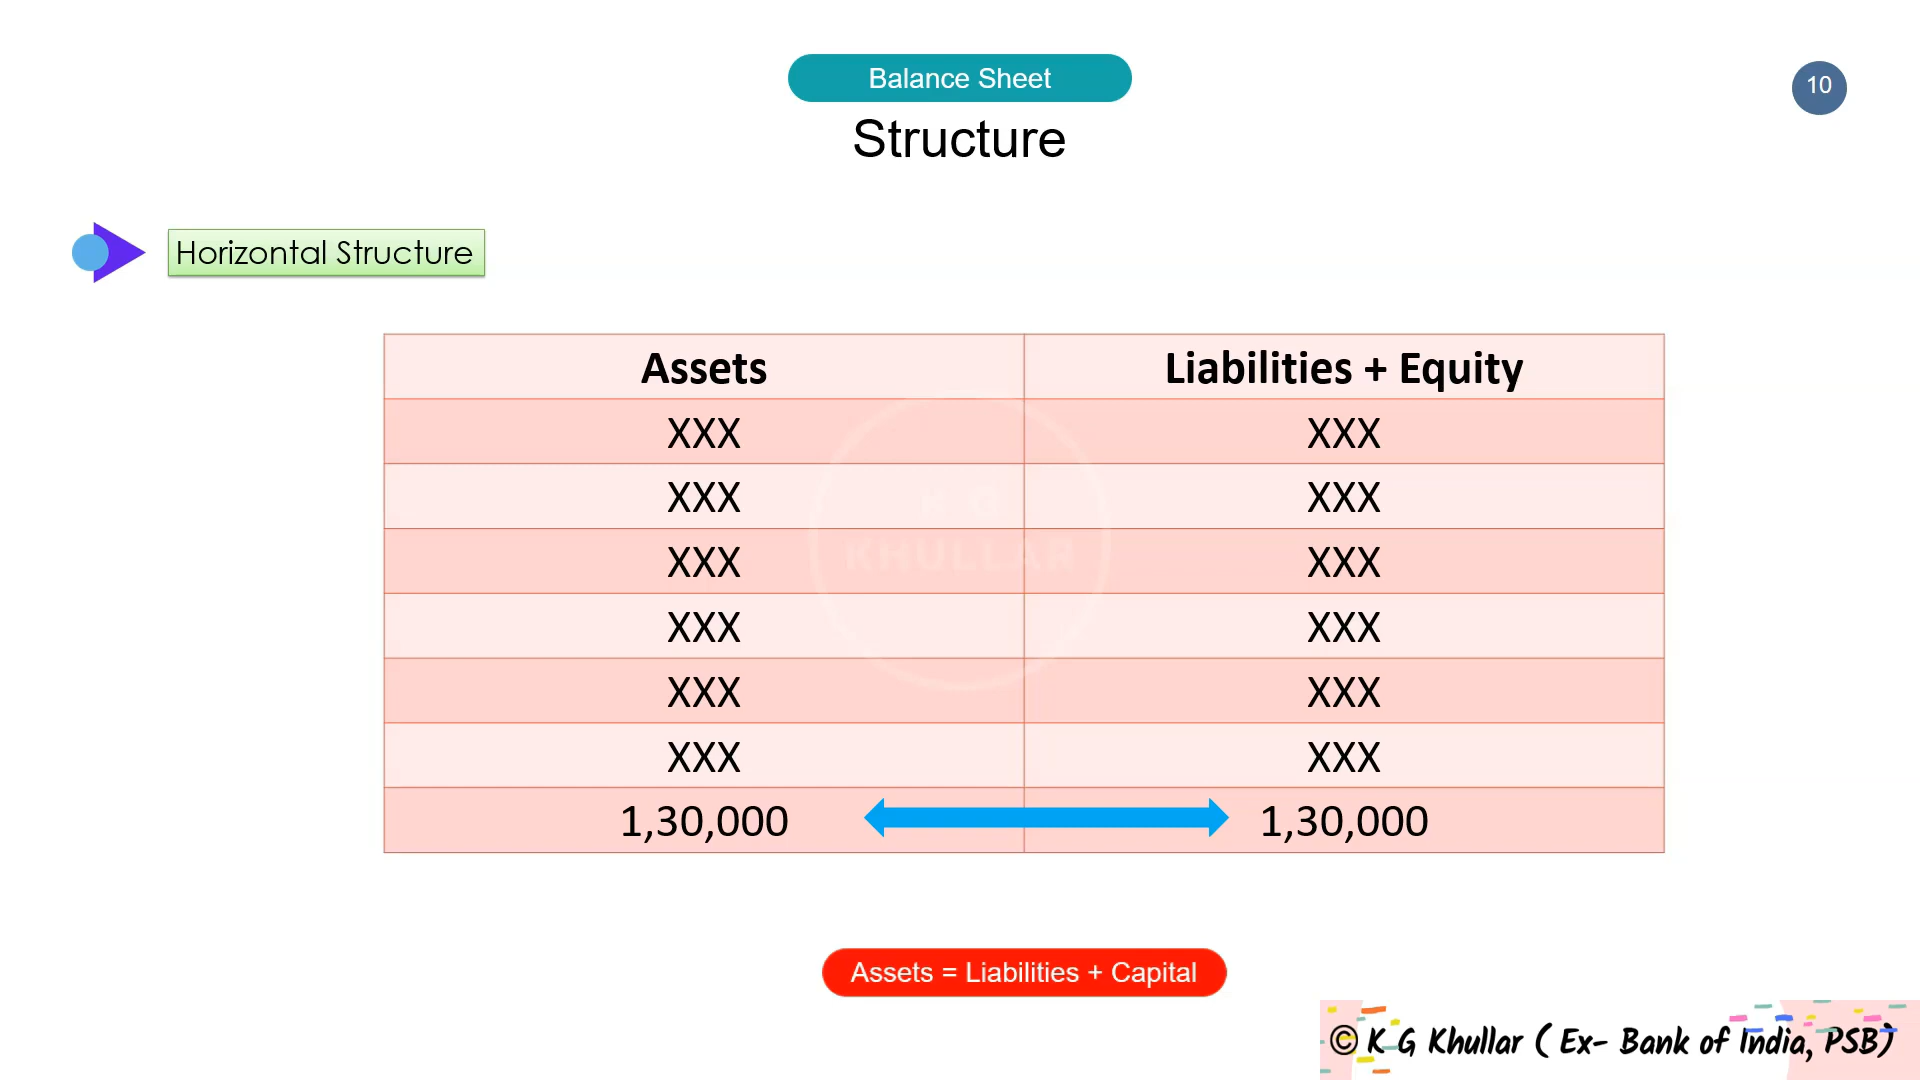 Balance Sheet
10
Structure
Horizontal Structure
Assets Liabilities + Equity
XXX XXX
XXX XXX
XXX XXX
XXX XXX
XXX XXX
XXX XXX
1,30,000 1,30,000
K G
KHULLAR
Assets = Liabilities + Capital
© K G Khullar ( Ex- Bank of India, PSB)